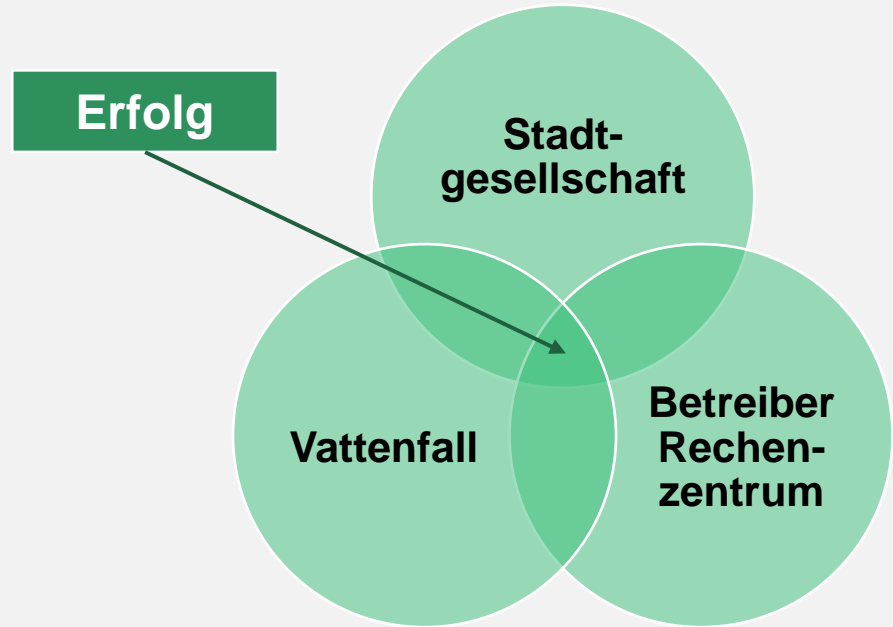 Erfolg
Stadt-
gesellschaft
Vattenfall
Betreiber
Rechen-
zentrum